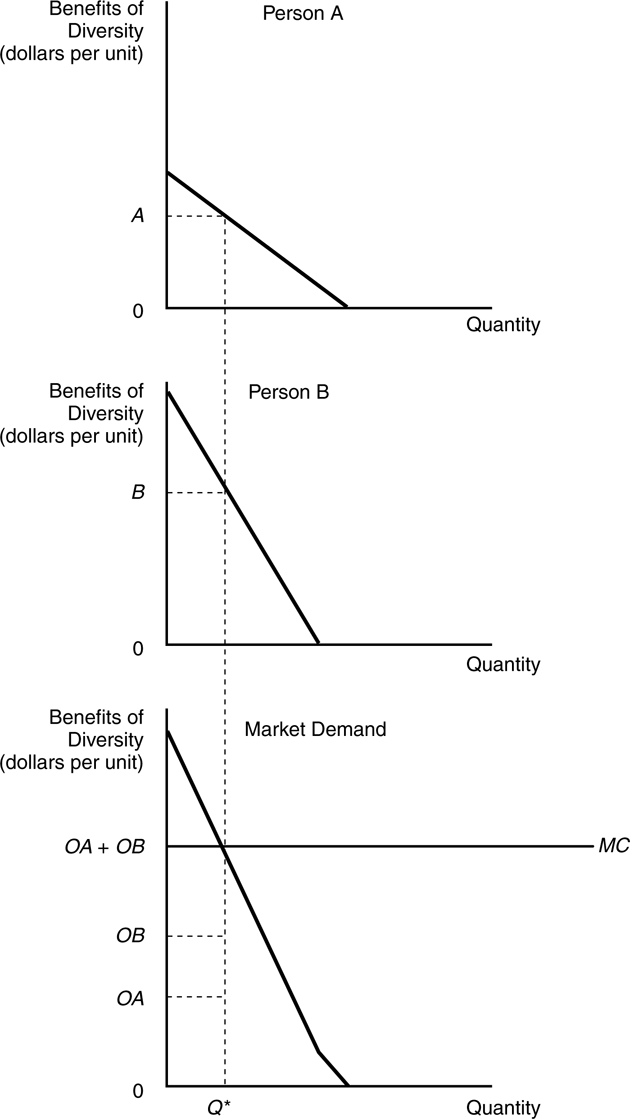 Benefits of
Diversity
(dollars per unit)
Person A
A
0
Quantity
Benefits of
Diversity
(dollars per unit)
Person B
B
0
Quantity
Benefits of
Diversity
(dollars per unit)
Market Demand
OA + OB
MC
OB
OA
0
Q*
Quantity